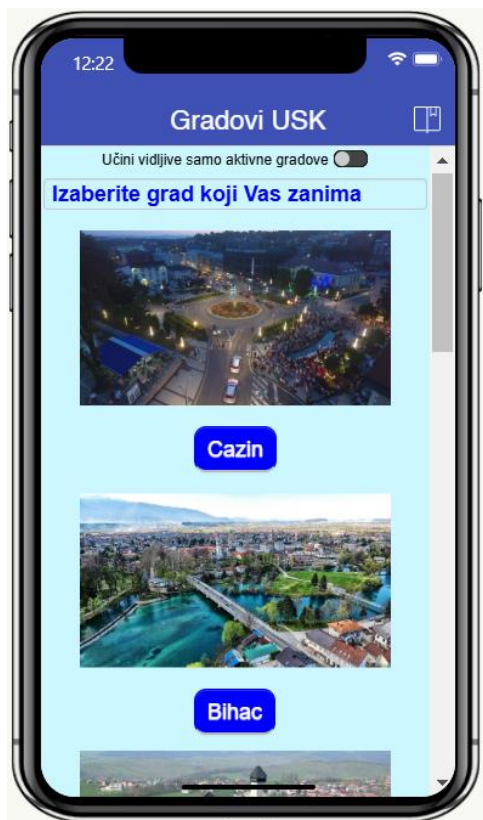 12:22
Gradovi USK
Učini vidljive samo aktivne gradove
Izaberite grad koji Vas zanima
Cazin
Bihac